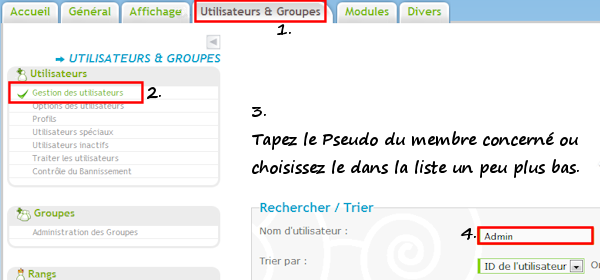 Accueil Général Affichage Utilisateurs & Groupes Modules Divers
1.
UTILISATEURS & GROUPES
Utilisateurs
Gestion des utilisateurs 2.
Options des utilisateurs
Profils
Utilisateurs spéciaux
Utilisateurs inactifs
Traiter les utilisateurs
Contrôle du Bannissement
3.
Tapez le Pseudo du membre concerné ou
choisissez le dans la liste un peu plus bas.
Groupes
Administration des Groupes
Rangs
Rechercher / Trier
Nom d'utilisateur : 4. Admin
Trier par : ID de l'utilisateur